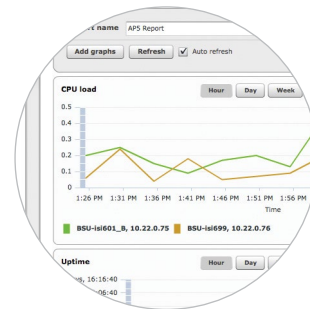 rt name APS Report
Add graphs Refresh Auto refresh
CPU load Hour Day Week
0.5
0.4
0.3
0.2
0.1
0
1:26 PM 1:31 PM 1:36 PM 1:41 PM 1:46 PM 1:51 PM 1:56 PM
Time
BSU-isi601_B, 10.22.0.75 BSU-isi699, 10.22.0.76
Uptime Hour Day
16:16:40
06:40